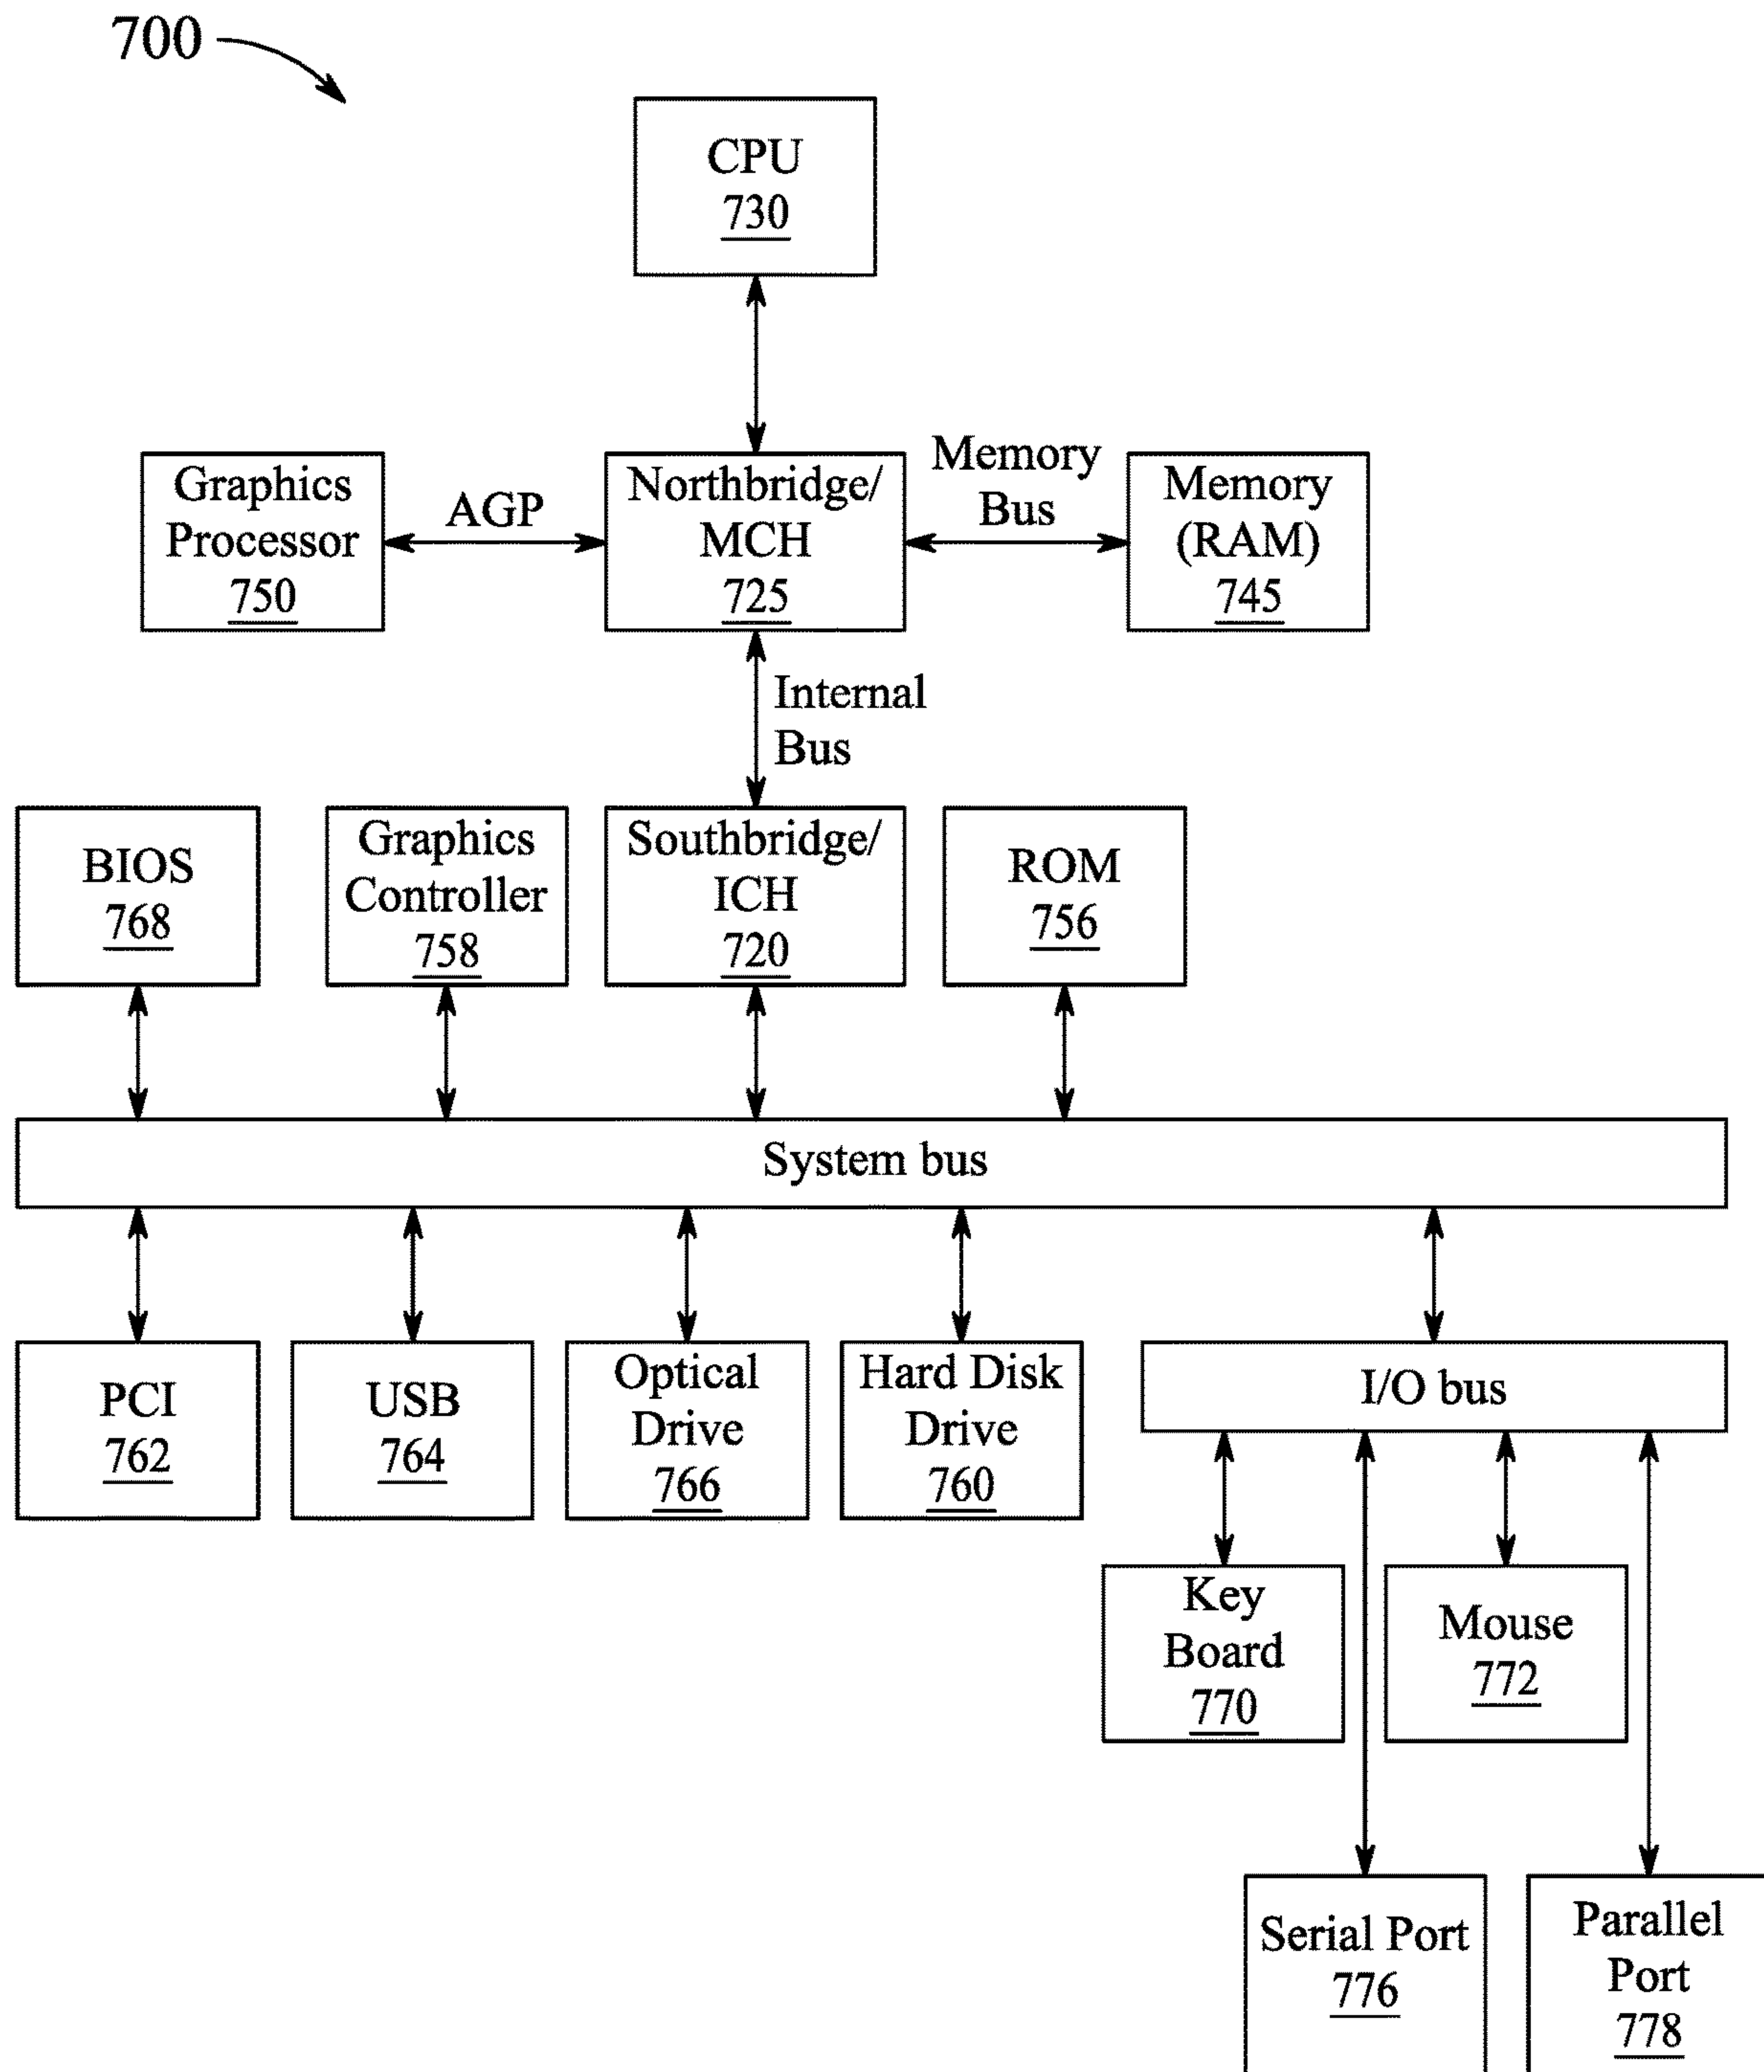 700
CPU
730
Graphics
Processor
750
AGP
Northbridge/
MCH
725
Memory
Bus
Memory
(RAM)
745
Internal
Bus
BIOS
768
Graphics
Controller
758
Southbridge/
ICH
720
ROM
756
System bus
PCI
762
USB
764
Optical
Drive
766
Hard Disk
Drive
760
I/O bus
Key
Board
770
Mouse
772
Serial Port
776
Parallel
Port
778